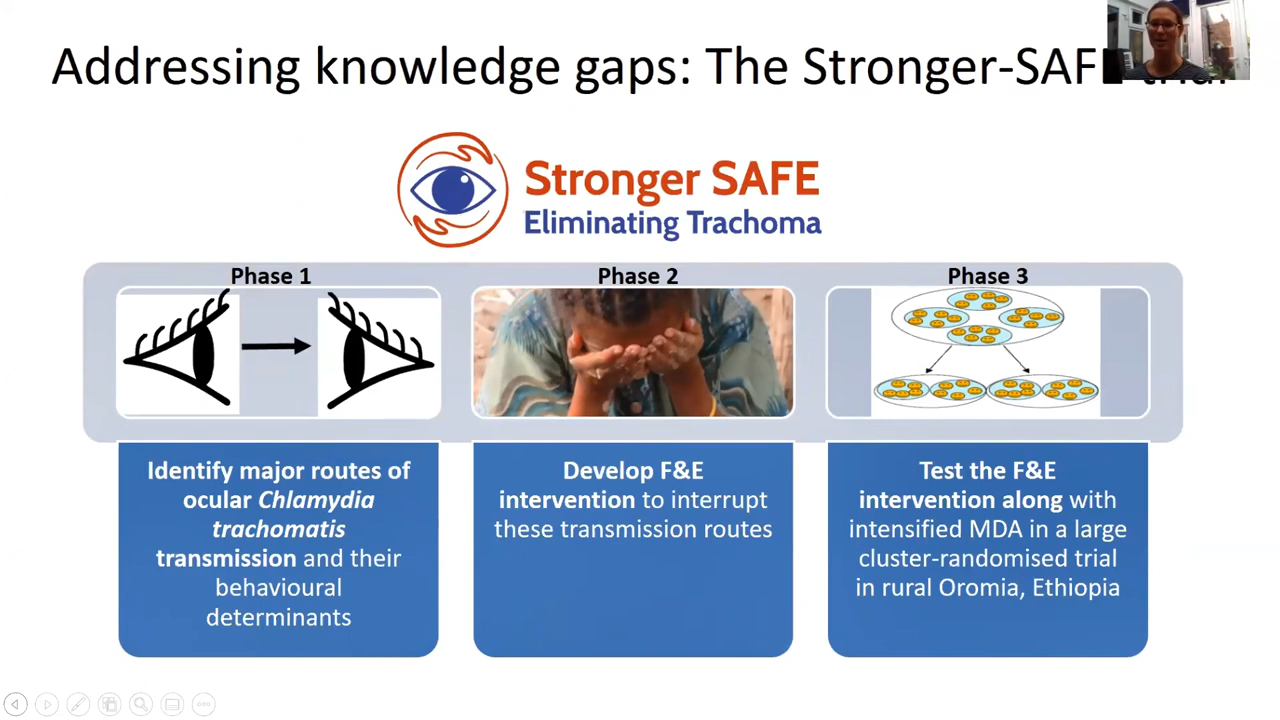 Addressing knowledge gaps: The Stronger-SAFE trial
Stronger SAFE
Eliminating Trachoma
Phase 1
Phase 2
Phase 3
Identify major routes of
ocular Chlamydia
trachomatis
transmission and their
behavioural
determinants
Develop F&E
intervention to interrupt
these transmission routes
Test the F&E
intervention along with
intensified MDA in a large
cluster-randomised trial
in rural Oromia, Ethiopia